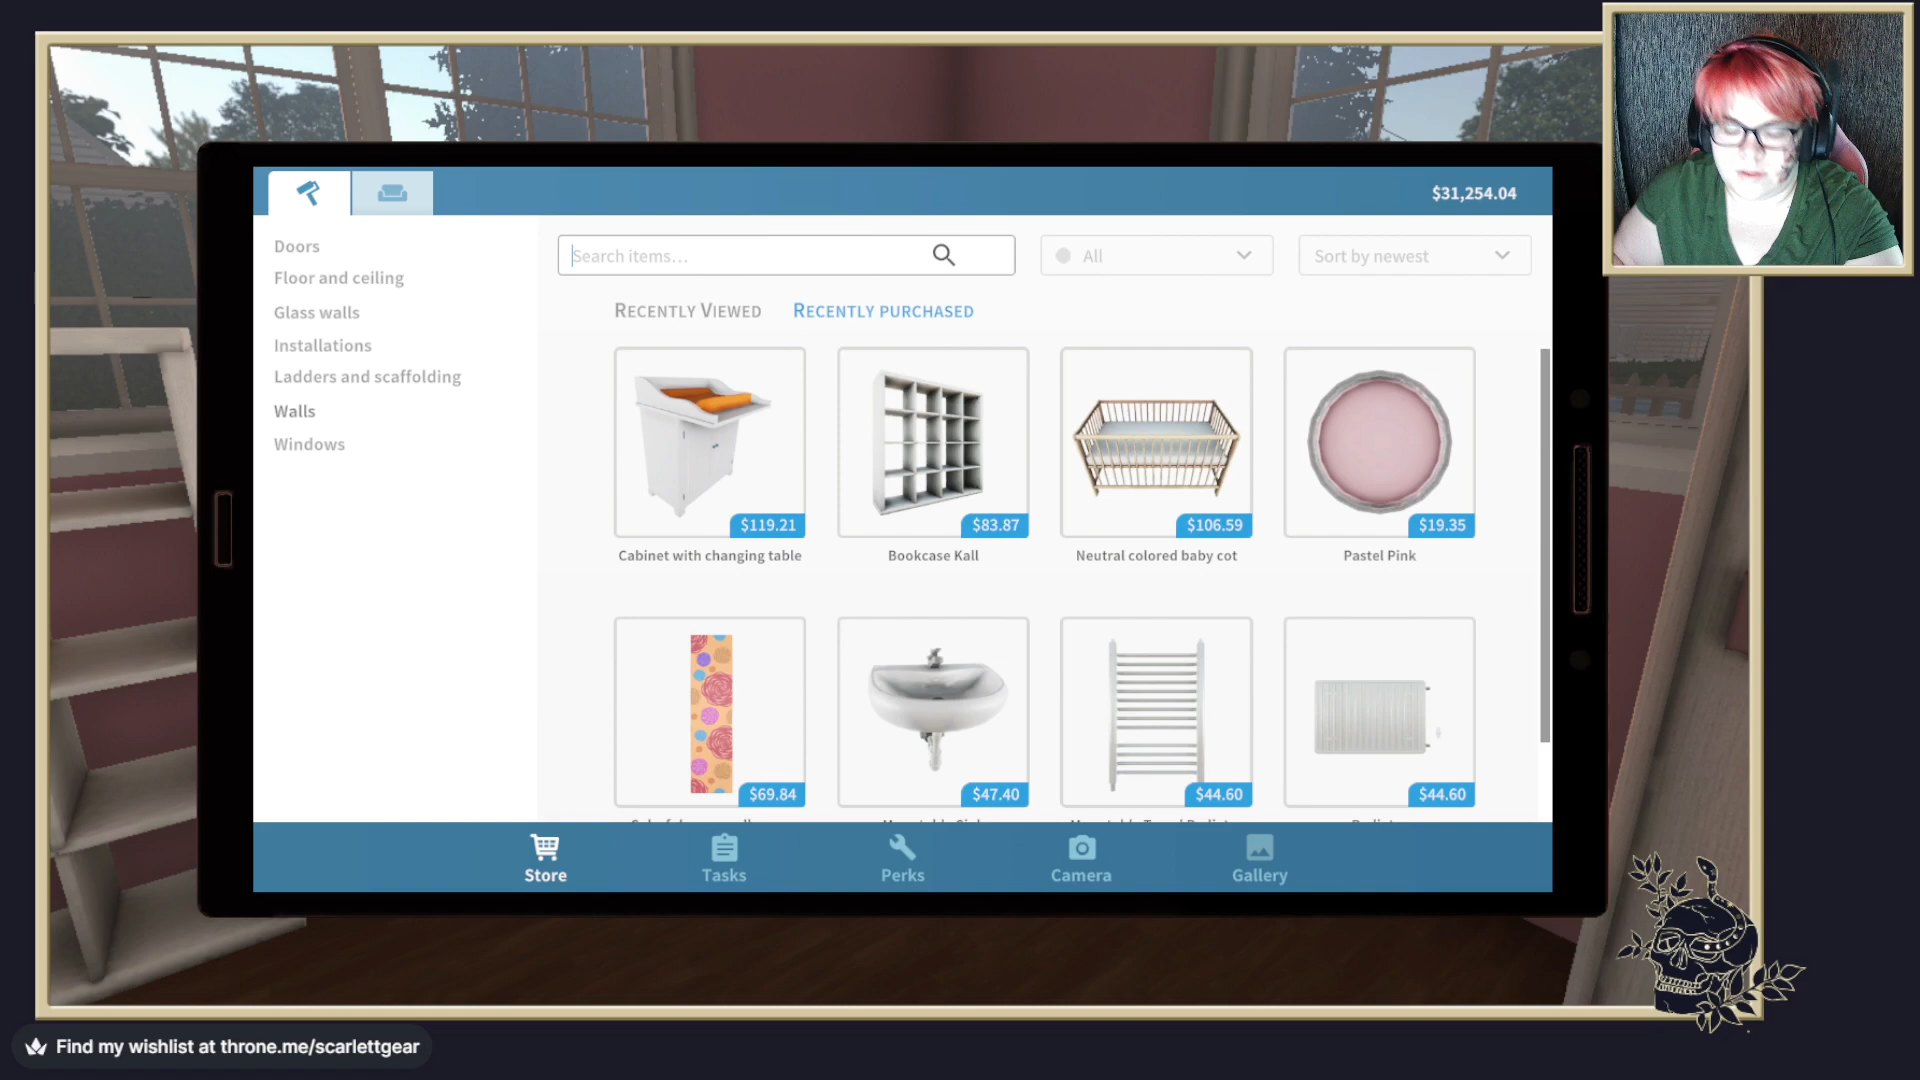 $31,254.04
Doors
Floor and ceiling
Glass walls
Installations
Ladders and scaffolding
Walls
Windows
Search items...
All
Sort by newest
RECENTLY VIEWED
RECENTLY PURCHASED
$119.21
$83.87
$106.59
$19.35
Cabinet with changing table
Bookcase Kall
Neutral colored baby cot
Pastel Pink
$69.84
$47.40
$44.60
$44.60
Store
Tasks
Perks
Camera
Gallery
Find my wishlist at throne.me/scarlettgear